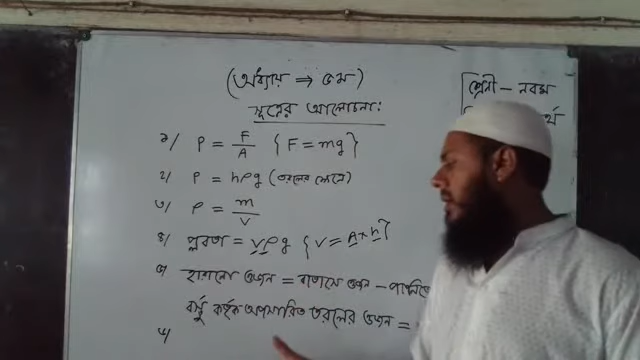 (অধ্যায় ⇒ ৫ম)
শ্রেনী - নবম
সূত্রের আলোচনা:
১/ P = F/A {F = mg}
২/ P = hρg (তরলের ক্ষেত্রে)
৩/ ρ = m/V
৪/ প্লবতা = Vρg {V = A × h}
৫/ হারানো ওজন = বাতাসে ওজন -
বস্তু কর্তৃক অপসারিত তরলের ওজন =
৬/